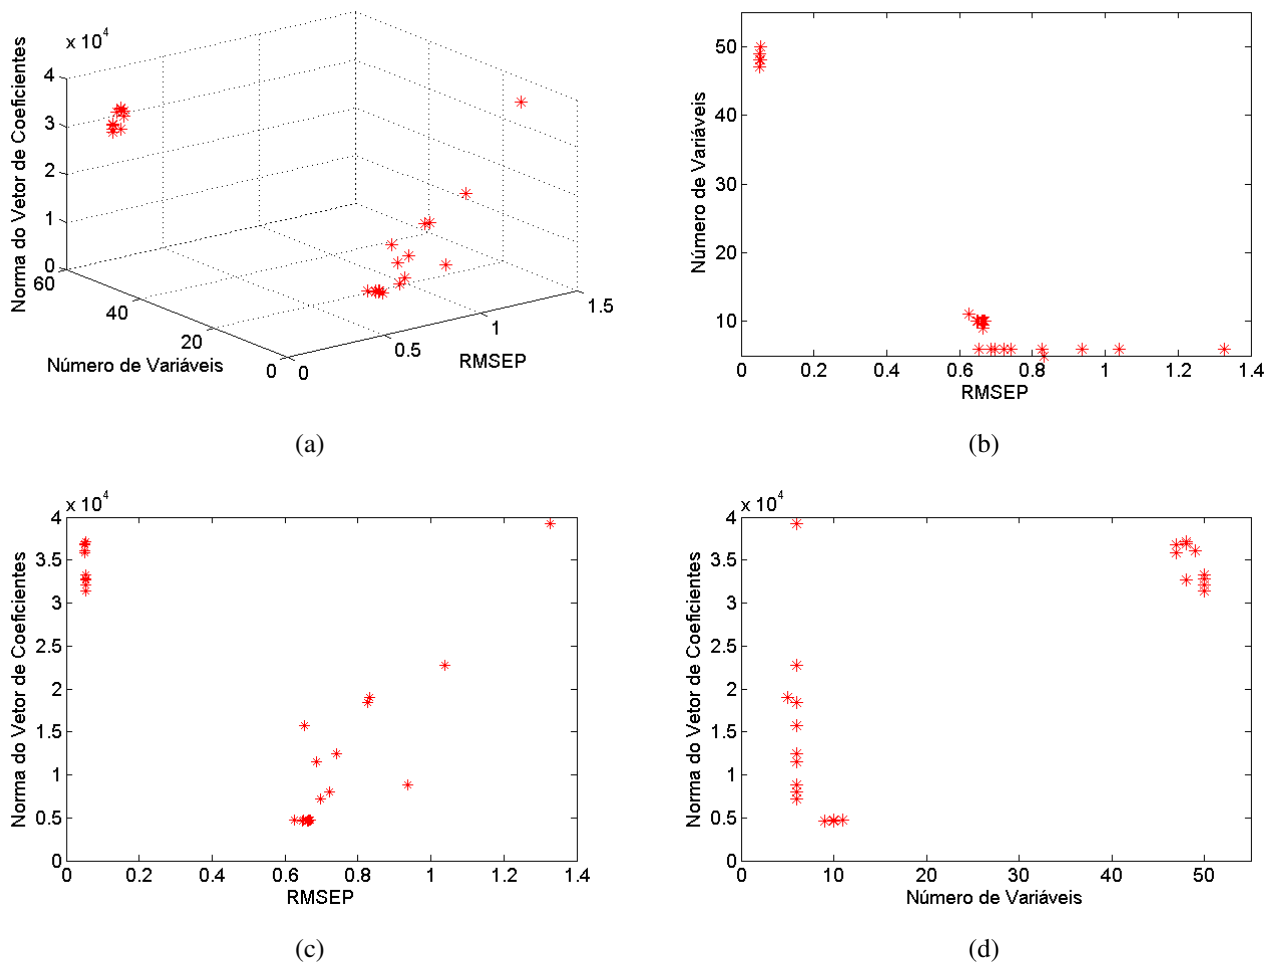 x 10^4
4
3
2
1
0
Norma do Vetor de Coeficientes
60
40
20
0
Número de Variáveis
0
0.5
1
1.5
RMSEP
(a)
50
40
30
20
10
Número de Variáveis
0 0.2 0.4 0.6 0.8 1 1.2 1.4
RMSEP
(b)
x 10^4
4
3.5
3
2.5
2
1.5
1
0.5
0
Norma do Vetor de Coeficientes
0 0.2 0.4 0.6 0.8 1 1.2 1.4
RMSEP
(c)
x 10^4
4
3.5
3
2.5
2
1.5
1
0.5
0
Norma do Vetor de Coeficientes
0 10 20 30 40 50
Número de Variáveis
(d)